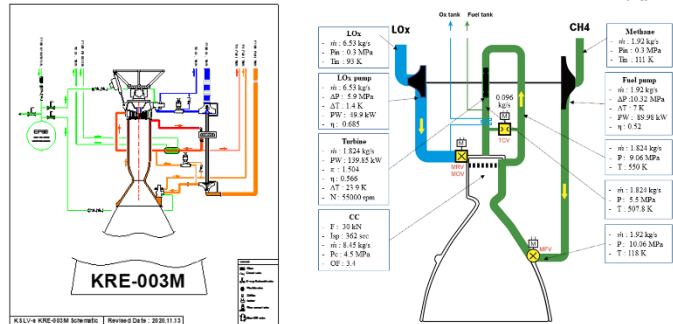 KRE-003M
KSLV-s KRE-003M Schematic | Revised Date : 2020.11.13
Ox tank
Fuel tank
LOx
CH4
LOx
- ṁ : 6.53 kg/s
- Pin : 0.3 MPa
- Tin : 93 K
LOx pump
- ṁ : 6.53 kg/s
- ΔP : 5.9 MPa
- ΔT : 1.4 K
- PW : 49.9 kW
- η : 0.685
Turbine
- ṁ : 1.824 kg/s
- PW : 139.85 kW
- π : 1.504
- η : 0.566
- ΔT : 23.9 K
- N : 55000 rpm
CC
- F : 30 kN
- Isp : 362 sec
- ṁ : 8.45 kg/s
- Pc : 4.5 MPa
- OF : 3.4
0.096
kg/s
M
TCV
M
MRV
MOV
M
MFV
Methane
- ṁ : 1.92 kg/s
- Pin : 0.3 MPa
- Tin : 111 K
Fuel pump
- ṁ : 1.92 kg/s
- ΔP : 10.32 MPa
- ΔT : 7 K
- PW : 89.98 kW
- η : 0.52
- ṁ : 1.824 kg/s
- P : 9.06 MPa
- T : 550 K
- ṁ : 1.824 kg/s
- P : 5.5 MPa
- T : 507.8 K
- ṁ : 1.92 kg/s
- P : 10.06 MPa
- T : 118 K